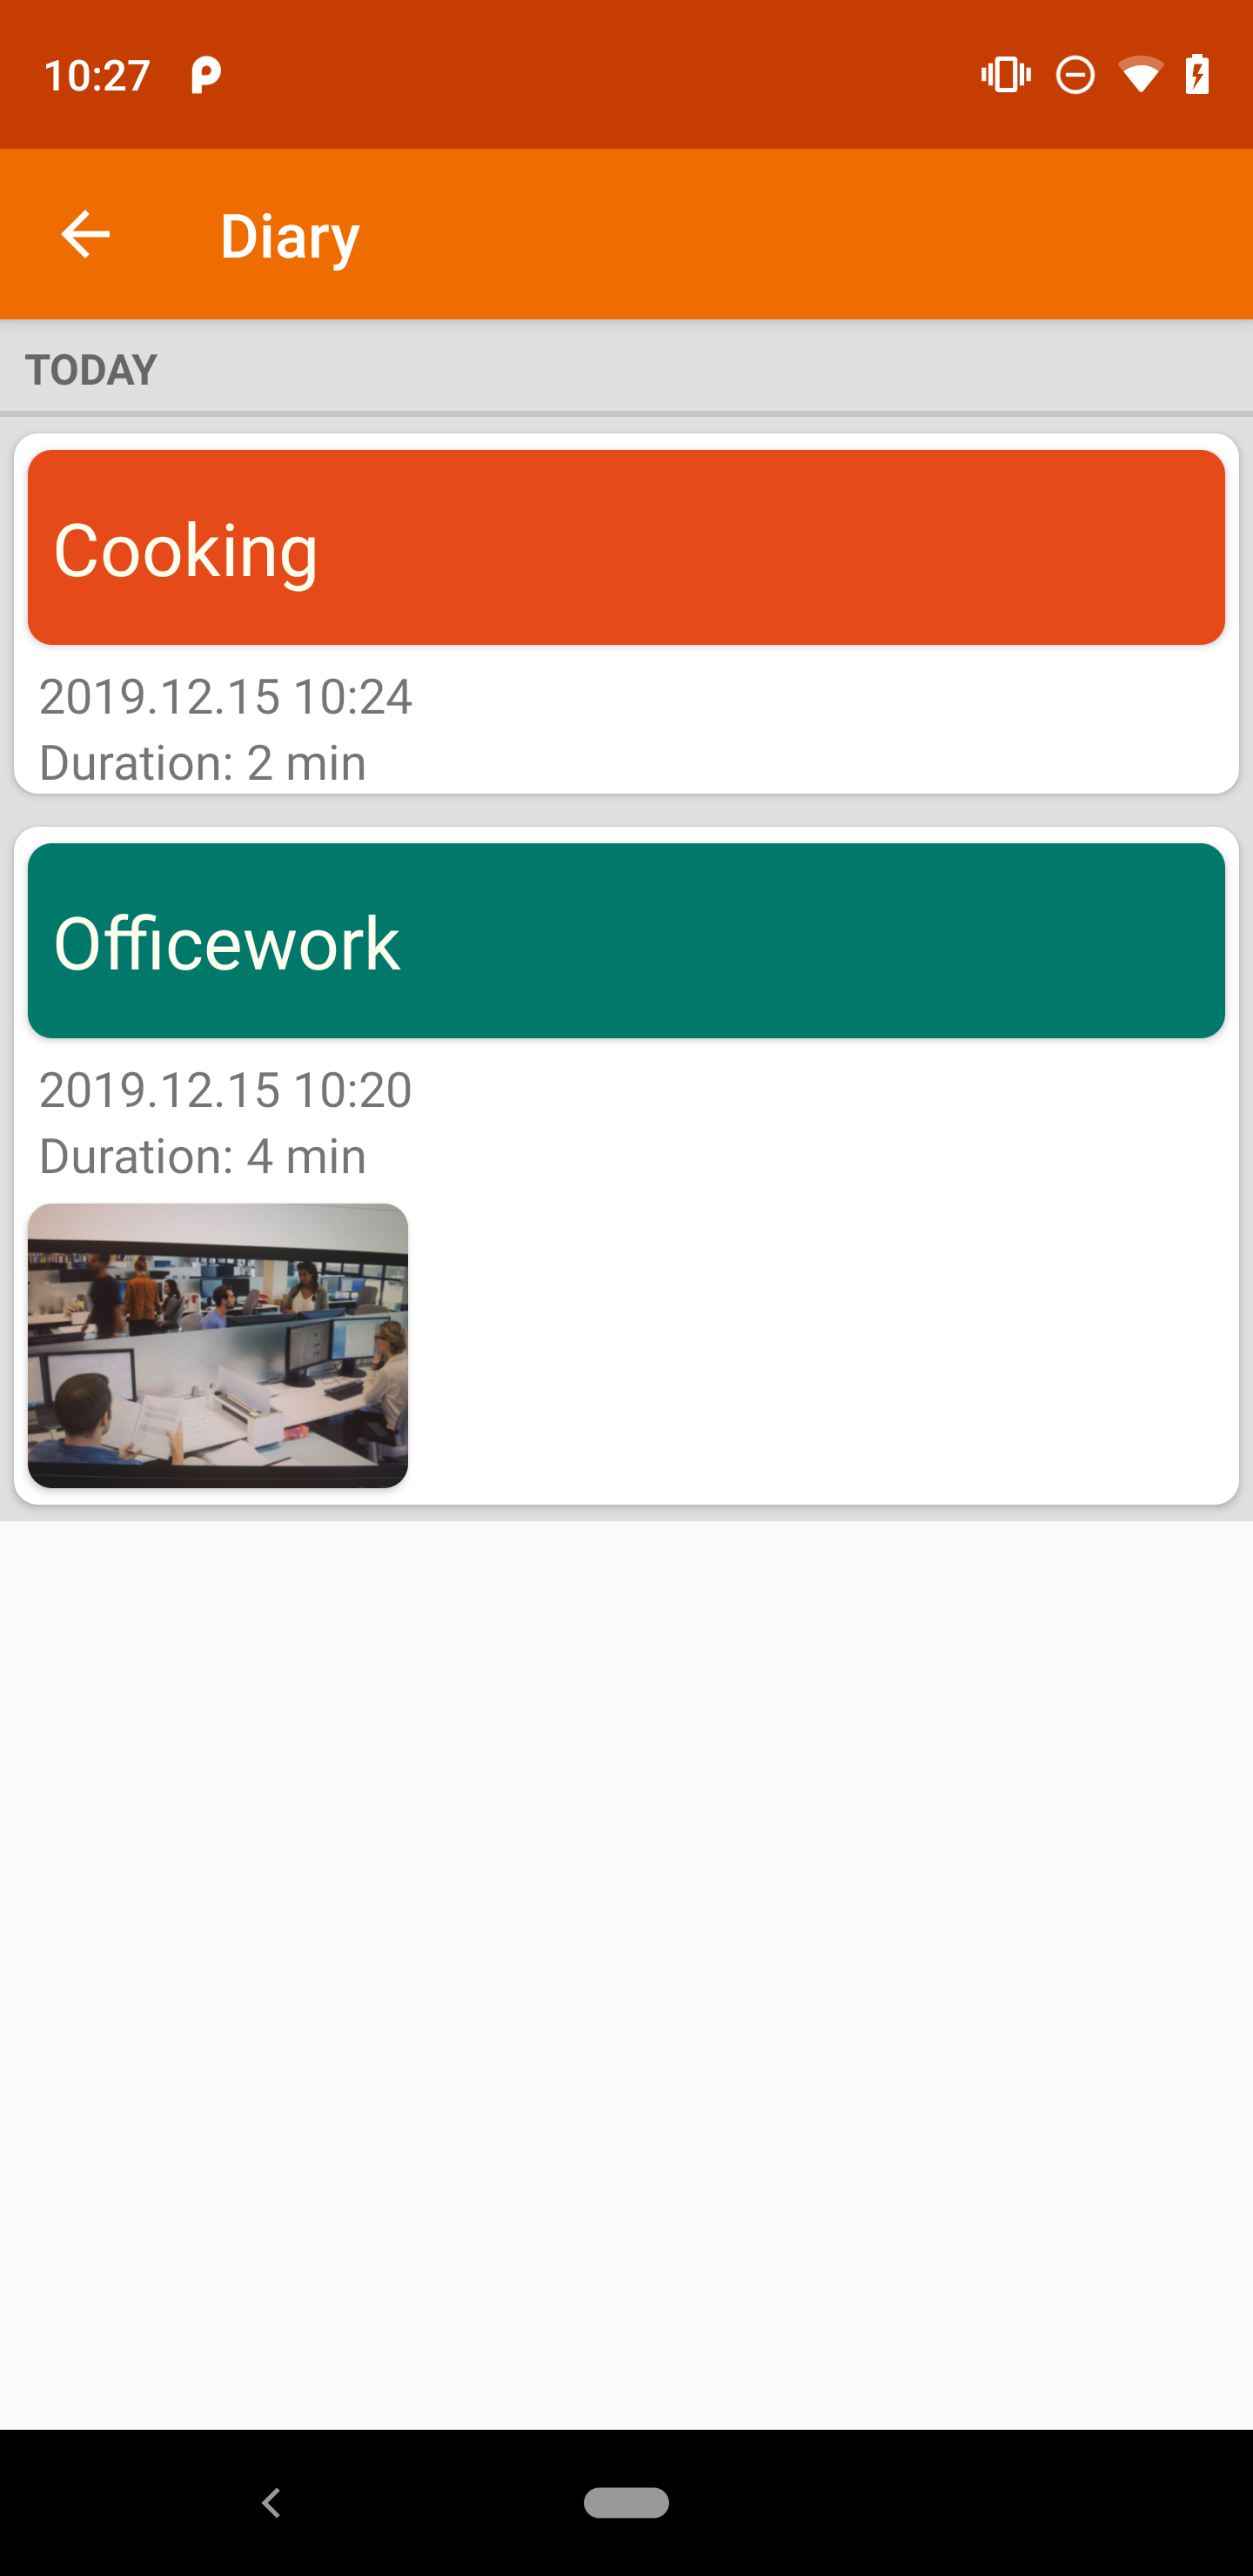 10:27
Diary
TODAY
Cooking
2019.12.15 10:24
Duration: 2 min
Officework
2019.12.15 10:20
Duration: 4 min